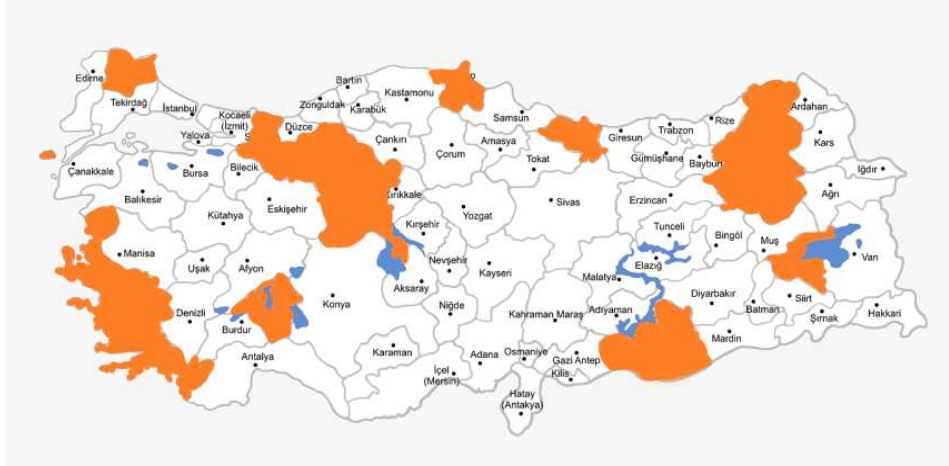 Edirne
Tekirdağ
İstanbul
Kocaeli
(İzmit)
Yalova
Düzce
Zonguldak
Bartın
Karabük
Kastamonu
Samsun
Çankırı
Çorum
Amasya
Tokat
Giresun
Trabzon
Rize
Ardahan
Kars
Gümüşhane
Iğdır
Ağrı
Çanakkale
Bursa
Bilecik
Balıkesir
Kütahya
Eskişehir
Kırşehir
Yozgat
Sivas
Erzincan
Tunceli
Bingöl
Muş
Van
Manisa
Uşak
Afyon
Nevşehir
Kayseri
Malatya
Elazığ
Aksaray
Konya
Niğde
Kahraman Maraş
Adıyaman
Diyarbakır
Batman
Siirt
Şırnak
Hakkari
Denizli
Burdur
Mardin
Antalya
Karaman
Adana
Osmaniye
Gazi Antep
Kilis
İçel
(Mersin)
Hatay
(Antakya)